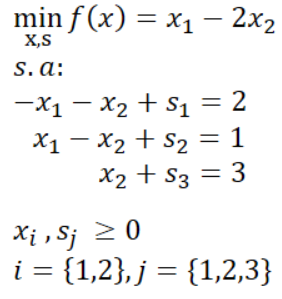 min f(x) = x₁ − 2x₂
x,s
s. a:
−x₁ − x₂ + s₁ = 2
x₁ − x₂ + s₂ = 1
x₂ + s₃ = 3
xᵢ , sⱼ ≥ 0
i = {1,2}, j = {1,2,3}